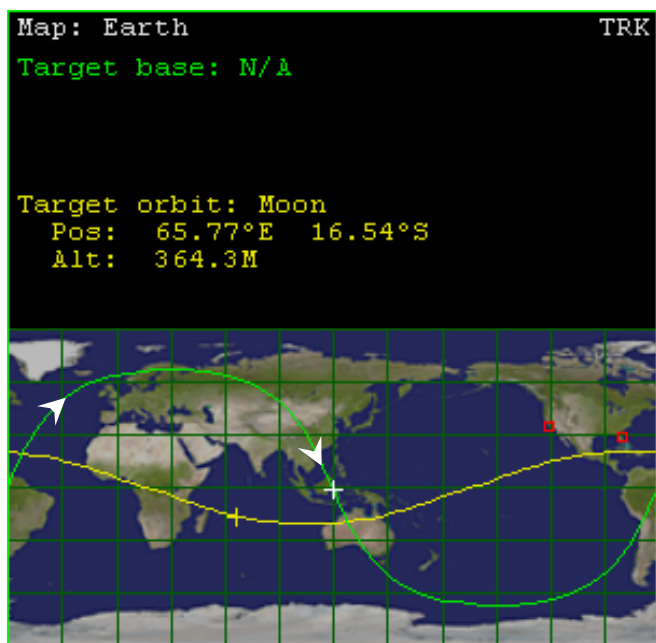 Map: Earth TRK
Target base: N/A
Target orbit: Moon
Pos: 65.77°E 16.54°S
Alt: 364.3M